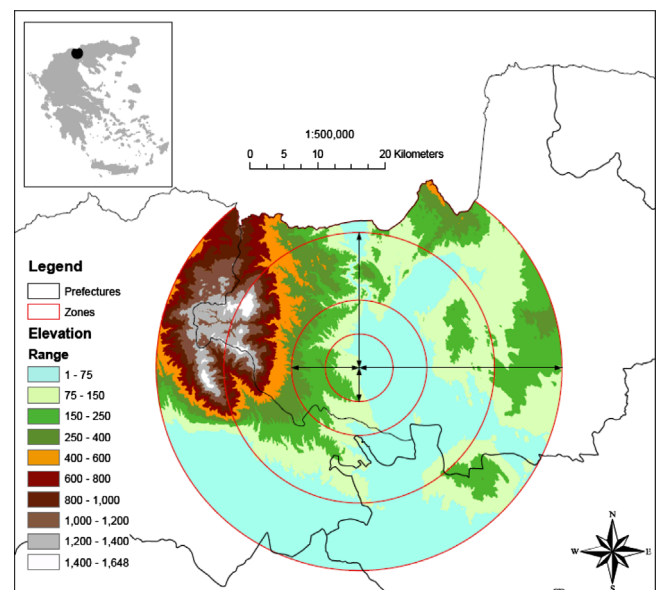 1:500,000
0 5 10 20 Kilometers
Legend
Prefectures
Zones
Elevation
Range
1 - 75
75 - 150
150 - 250
250 - 400
400 - 600
600 - 800
800 - 1,000
1,000 - 1,200
1,200 - 1,400
1,400 - 1,648
N
W E
S